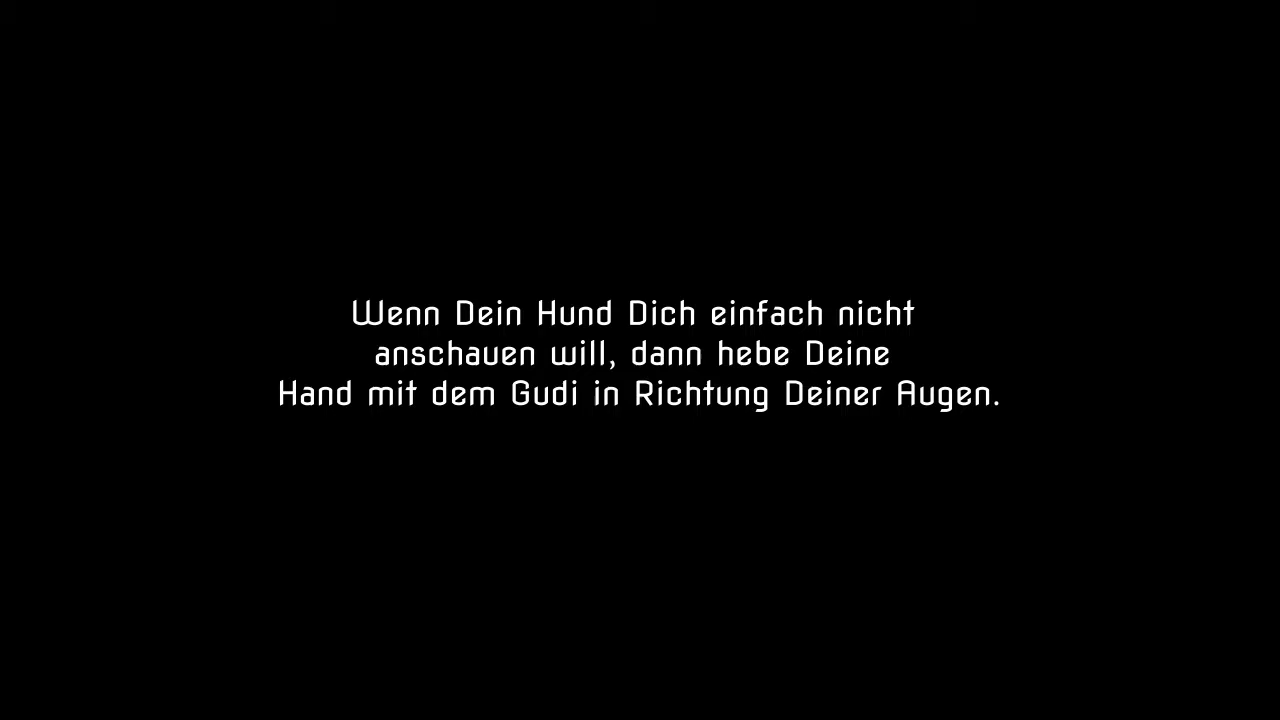 Wenn Dein Hund Dich einfach nicht
anschauen will, dann hebe Deine
Hand mit dem Gudi in Richtung Deiner Augen.